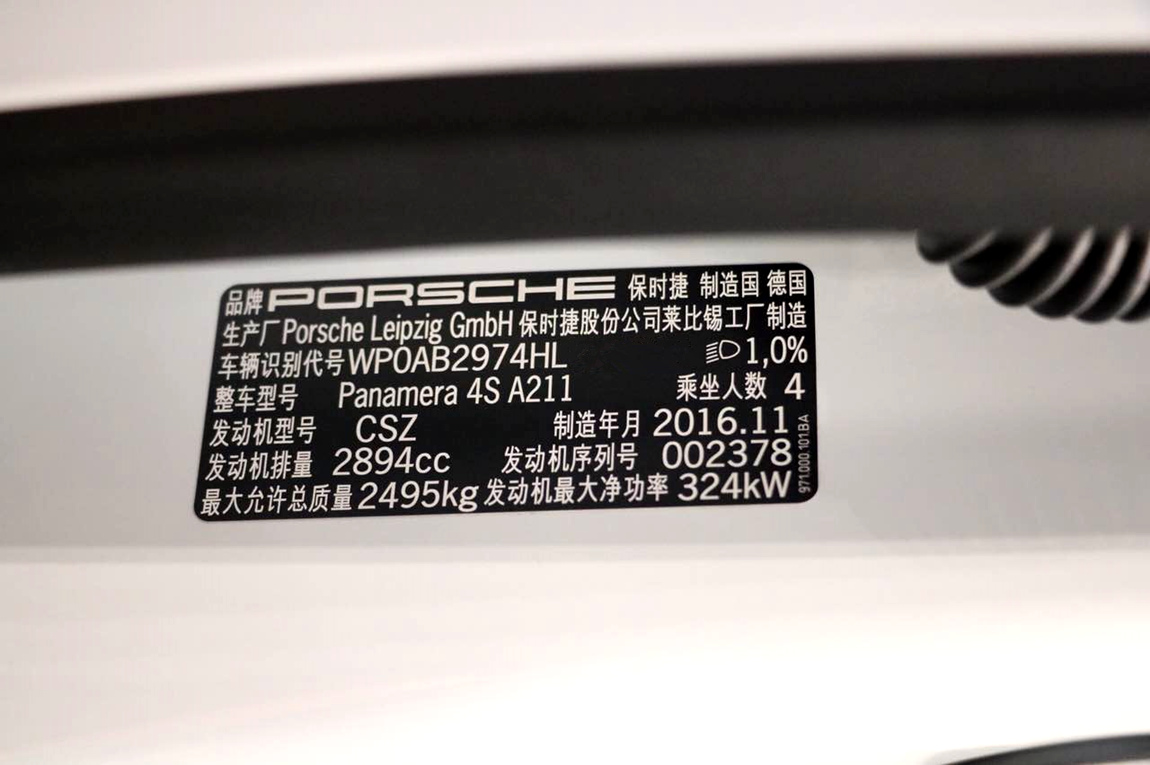 品牌 PORSCHE 保时捷 制造国 德国
生产厂 Porsche Leipzig GmbH 保时捷股份公司莱比锡工厂制造
车辆识别代号 WP0AB2974HL 1,0%
整车型号 Panamera 4S A211 乘坐人数 4
发动机型号 CSZ 制造年月 2016.11
发动机排量 2894cc 发动机序列号 002378
最大允许总质量 2495kg 发动机最大净功率 324kW
971.000.101.BA